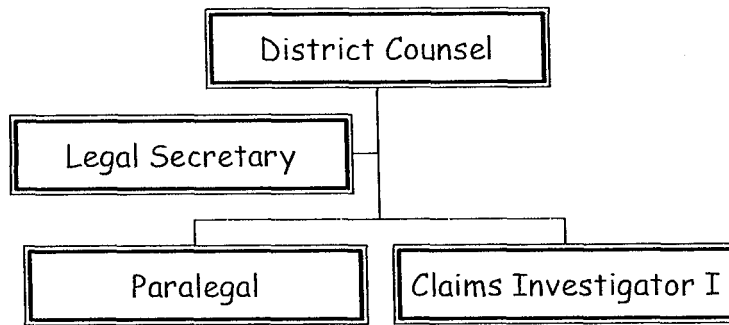 District Counsel
Legal Secretary
Paralegal
Claims Investigator I